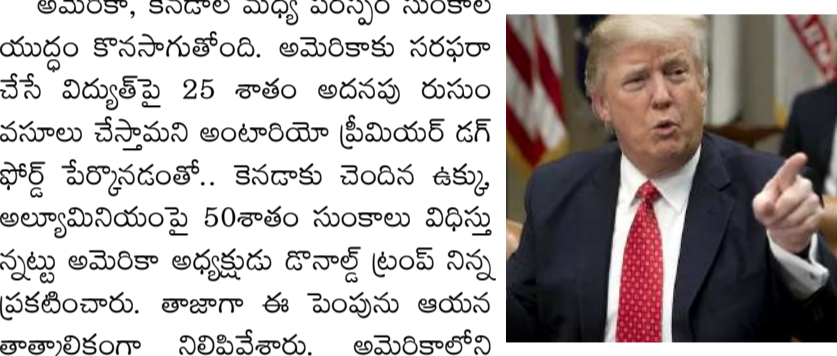 అమెరికా, కెనడాల మధ్య పరస్పర సుంకాల
యుద్ధం కొనసాగుతోంది. అమెరికాకు సరఫరా
చేసే విద్యుత్‌పై 25 శాతం అదనపు రుసుం
వసూలు చేస్తామని అంటారియో ప్రీమియర్ డగ్
ఫోర్డ్ పేర్కొనడంతో.. కెనడాకు చెందిన ఉక్కు,
అల్యూమినియంపై 50శాతం సుంకాలు విధిస్తు
న్నట్టు అమెరికా అధ్యక్షుడు డొనాల్డ్ ట్రంప్ నిన్న
ప్రకటించారు. తాజాగా ఈ పెంపును ఆయన
తాత్కాలికంగా నిలిపివేశారు. అమెరికాలోని